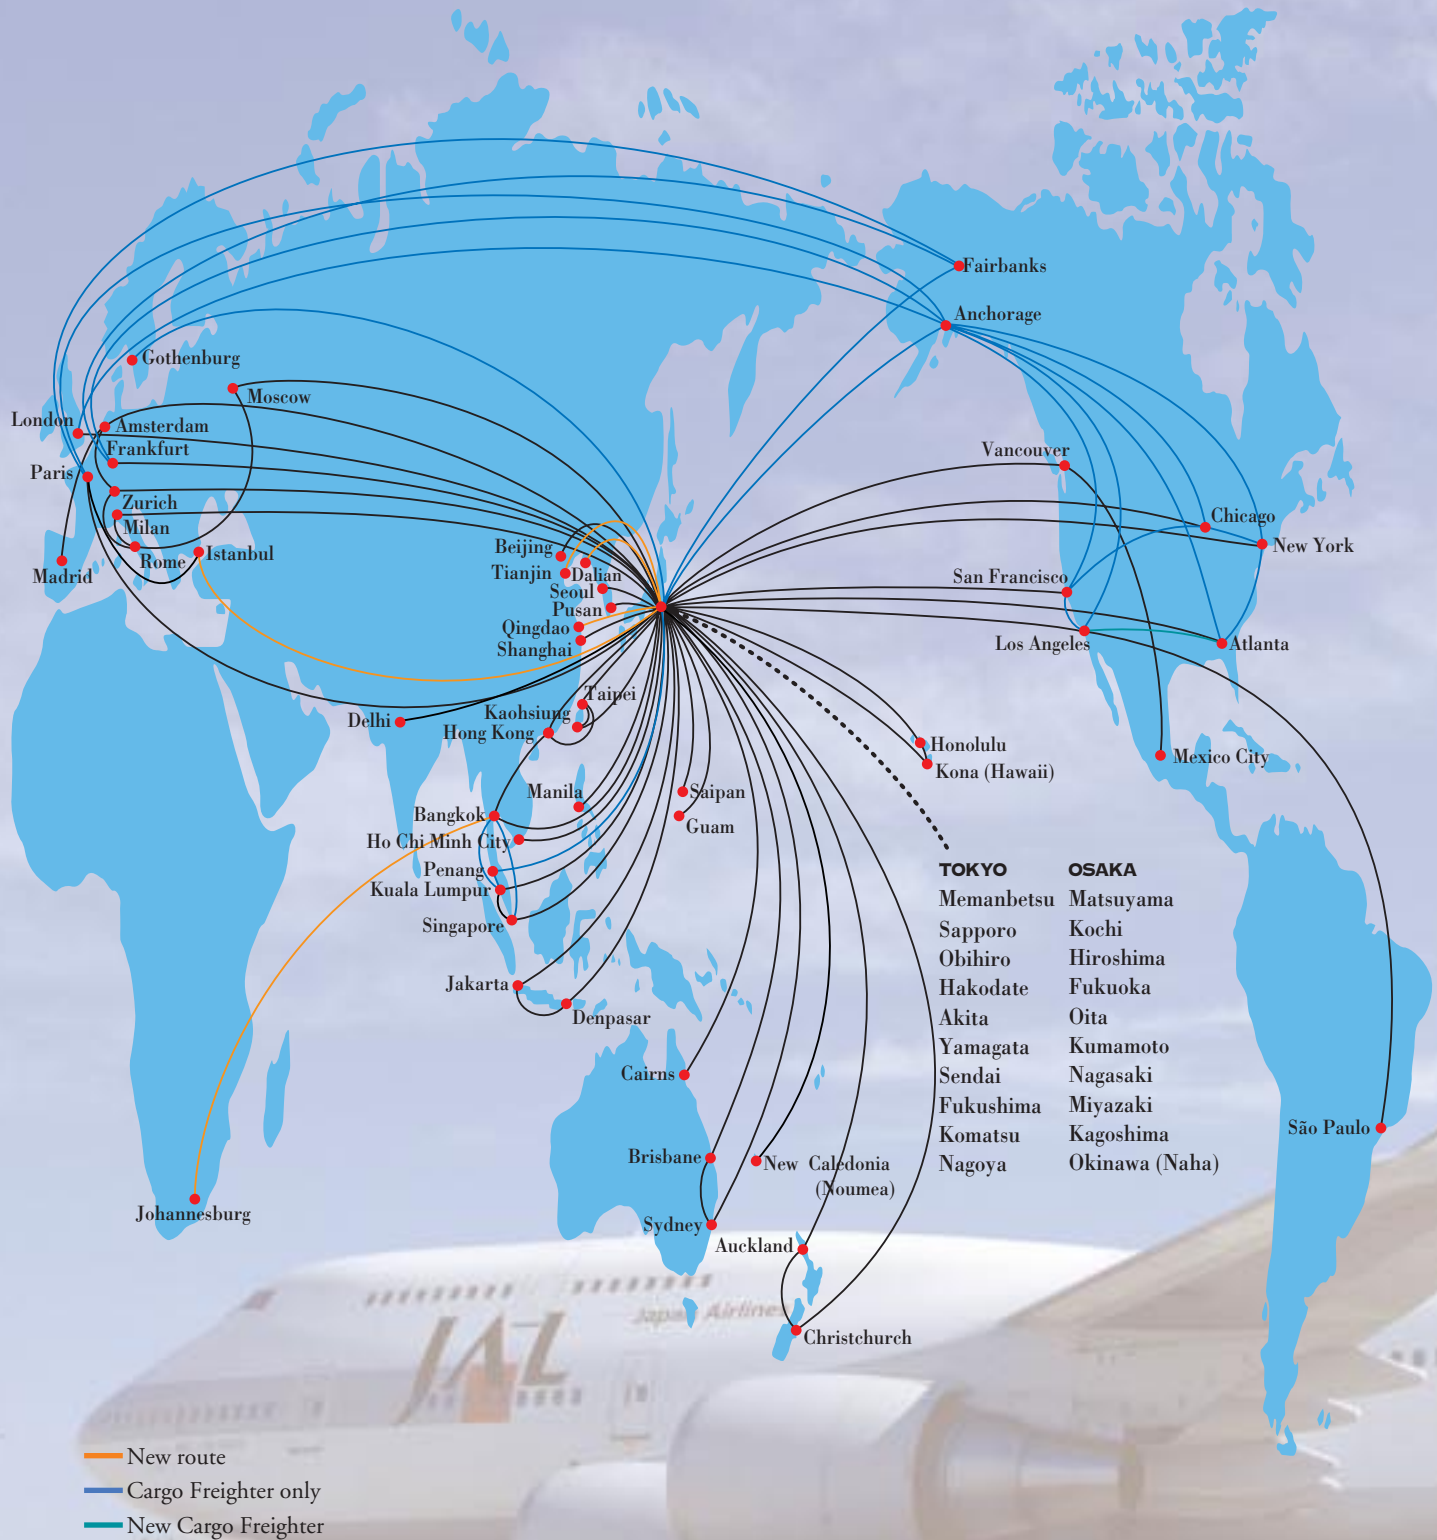 Fairbanks
Anchorage
Gothenburg
Moscow
London
Amsterdam
Frankfurt
Paris
Zurich
Milan
Rome
Istanbul
Madrid
Vancouver
Chicago
New York
San Francisco
Los Angeles
Atlanta
Beijing
Tianjin
Dalian
Seoul
Pusan
Qingdao
Shanghai
Taipei
Kaohsiung
Hong Kong
Delhi
Honolulu
Kona (Hawaii)
Mexico City
Manila
Saipan
Guam
Bangkok
Ho Chi Minh City
Penang
Kuala Lumpur
Singapore
Jakarta
Denpasar
TOKYO
Memanbetsu
Sapporo
Obihiro
Hakodate
Akita
Yamagata
Sendai
Fukushima
Komatsu
Nagoya
OSAKA
Matsuyama
Kochi
Hiroshima
Fukuoka
Oita
Kumamoto
Nagasaki
Miyazaki
Kagoshima
Okinawa (Naha)
Cairns
Brisbane
New Caledonia
(Noumea)
São Paulo
Johannesburg
Sydney
Auckland
Christchurch
JAL
Japan Airlines
New route
Cargo Freighter only
New Cargo Freighter